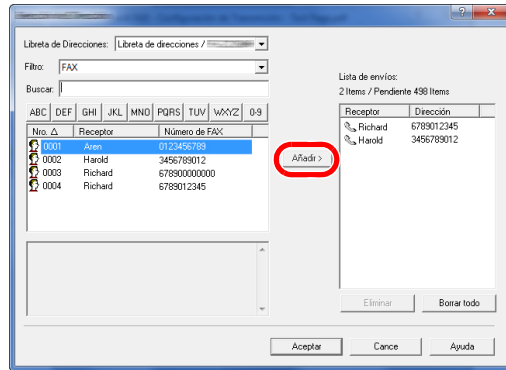 Libreta de Direcciones: Libreta de direcciones /
Filtro: FAX
Buscar:
ABC DEF GHI JKL MNO PQRS TUV WXYZ 0-9
Nro. △ Receptor Número de FAX
0001 Aren 0123456789
0002 Harold 3456789012
0003 Richard 678900000000
0004 Richard 6789012345
Añadir >
Lista de envíos:
2 Items / Pendiente 498 Items
Receptor Dirección
Richard 6789012345
Harold 3456789012
Eliminar Borrar todo
Aceptar Cance Ayuda